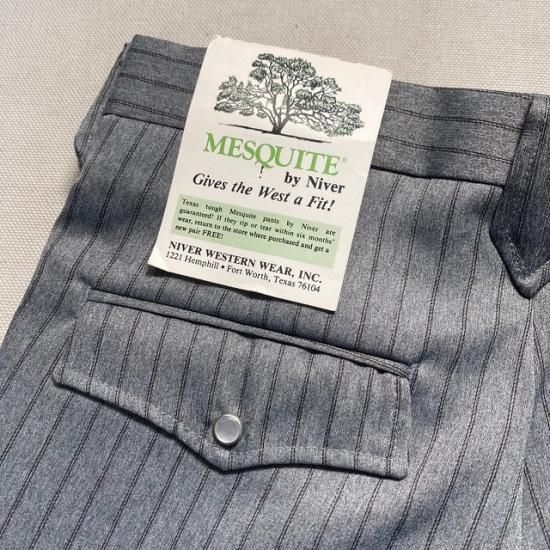 MESQUITE®
by Niver
Gives the West a Fit!
Texas tough Mesquite pants by Niver are
guaranteed! If they rip or tear within six months'
wear, return to the store where purchased and get a
new pair FREE!
NIVER WESTERN WEAR, INC.
1221 Hemphill • Fort Worth, Texas 76104